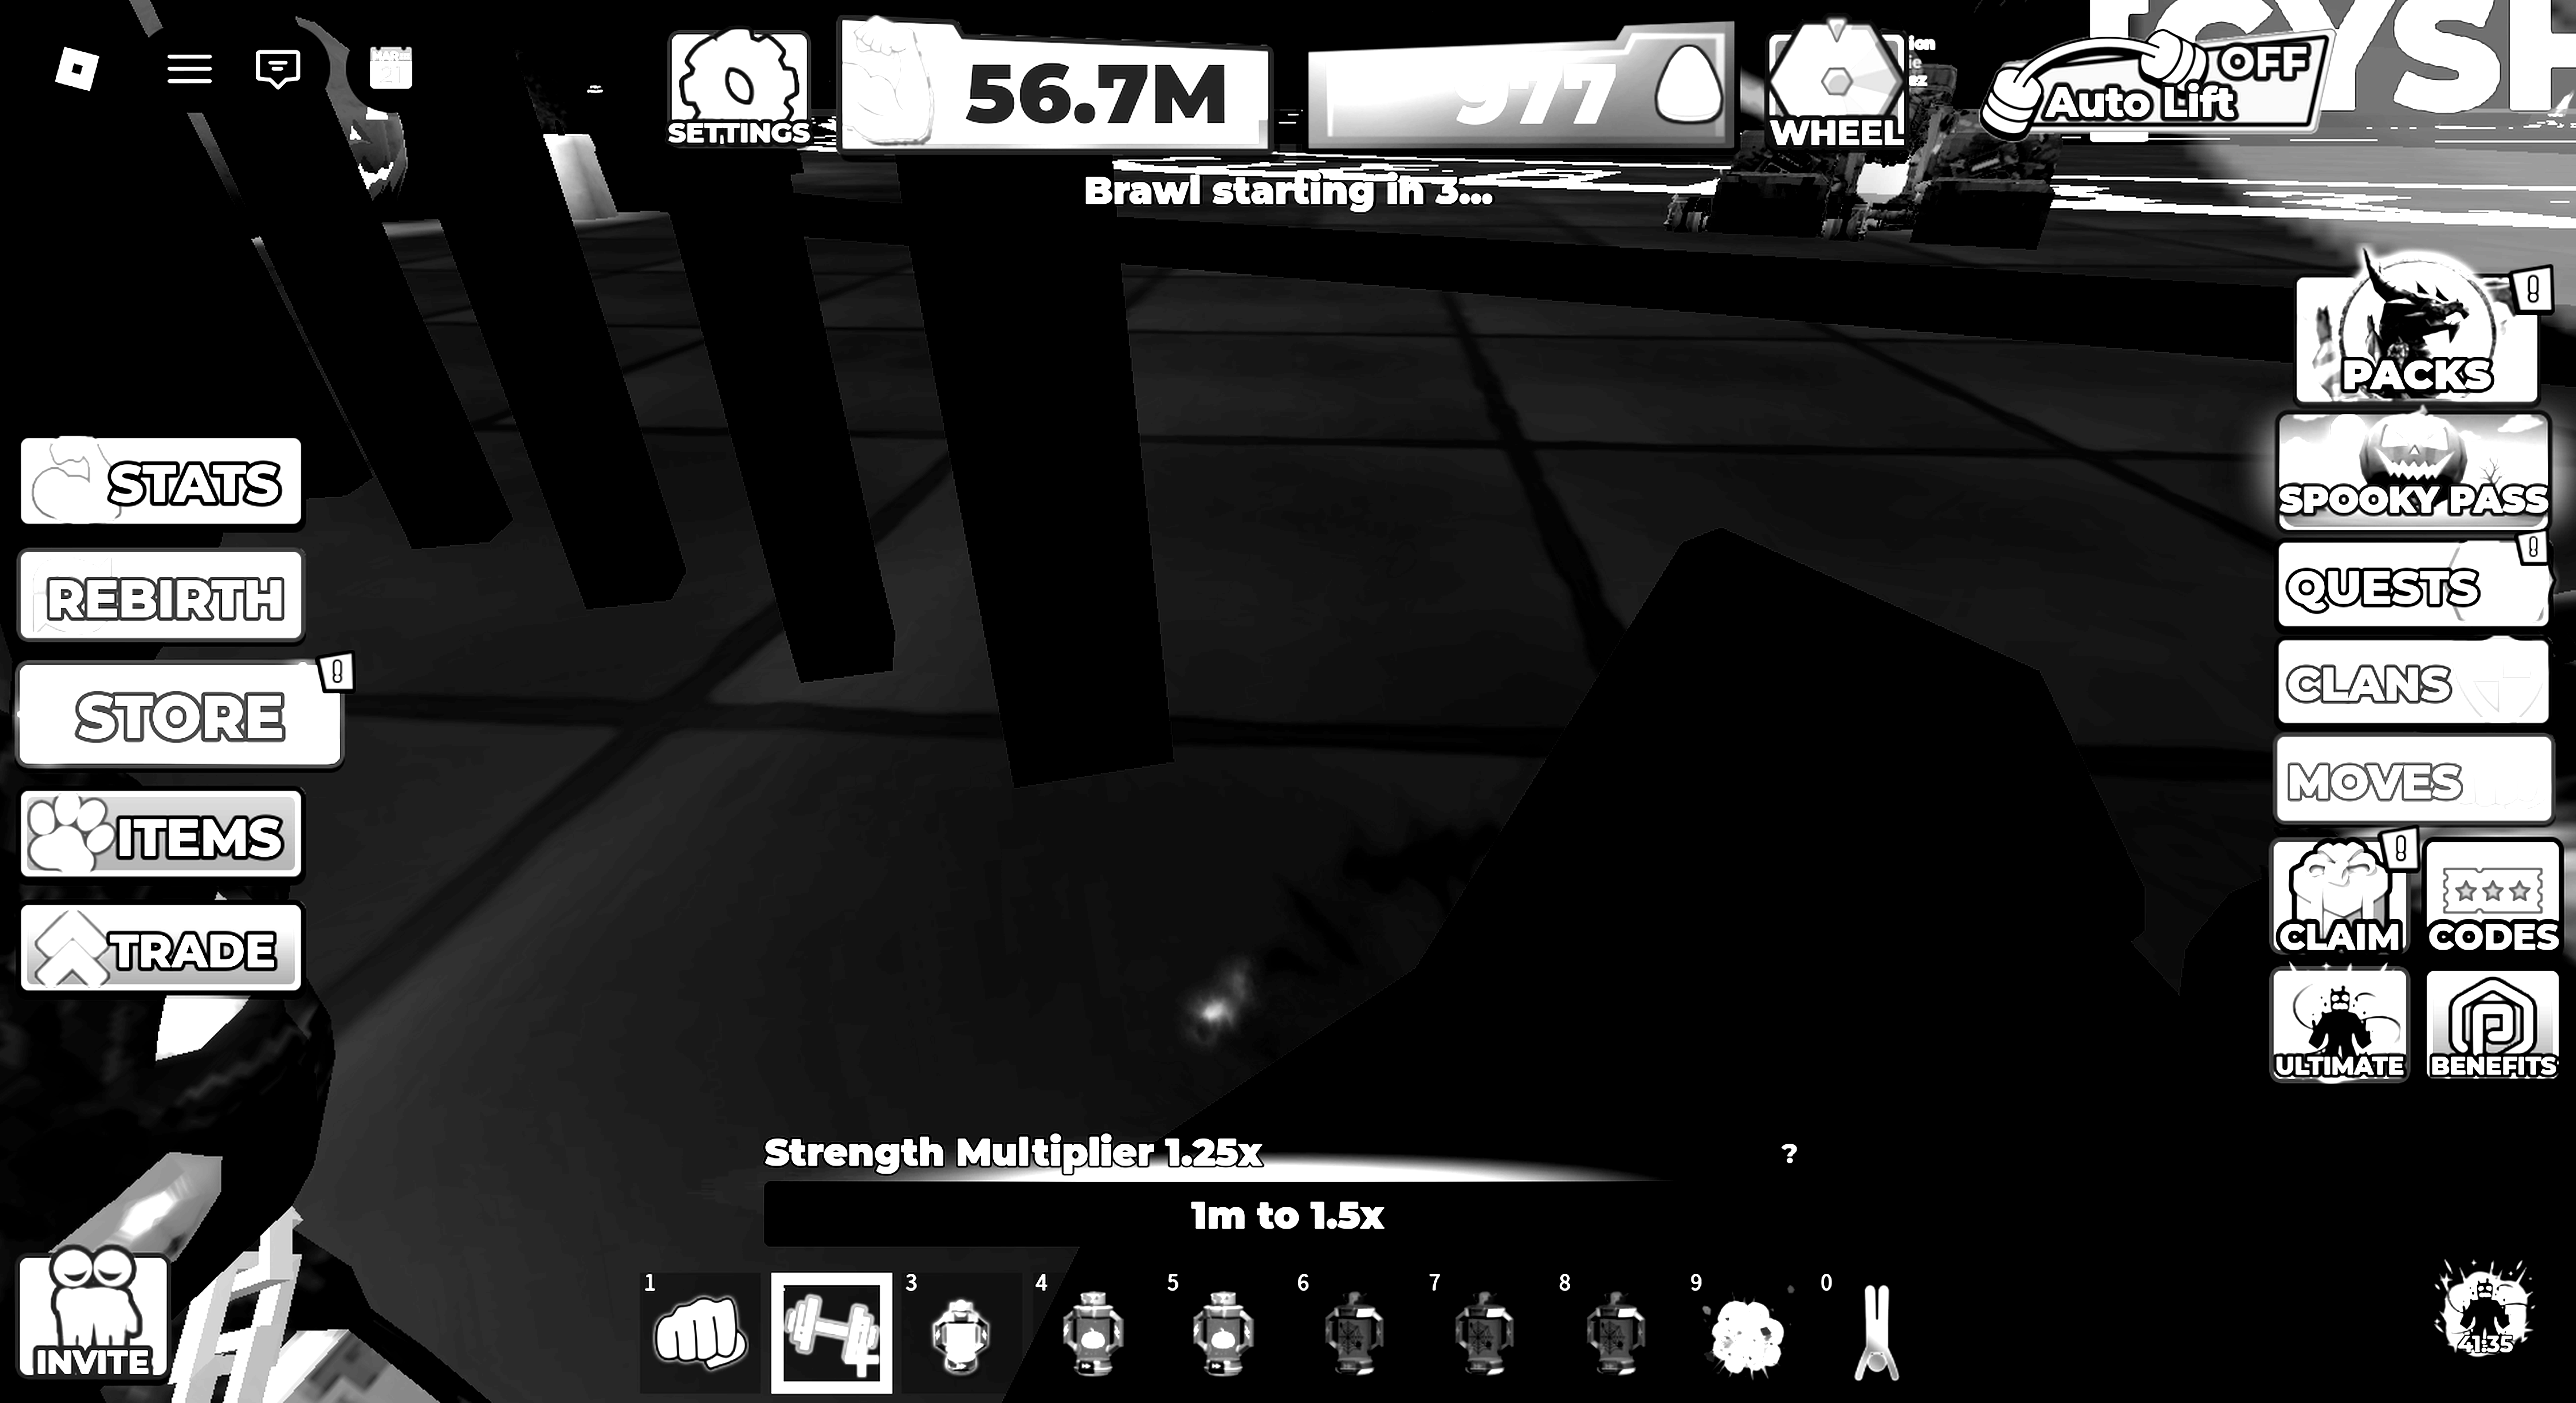 SETTINGS
56.7M
977
WHEEL
OFF
Auto Lift
Brawl starting in 3...
PACKS
SPOOKY PASS
STATS
QUESTS
REBIRTH
CLANS
STORE
MOVES
ITEMS
CLAIM
CODES
TRADE
ULTIMATE
BENEFITS
Strength Multiplier 1.25x
?
1m to 1.5x
1
3
4
5
6
7
8
9
0
INVITE
41:35